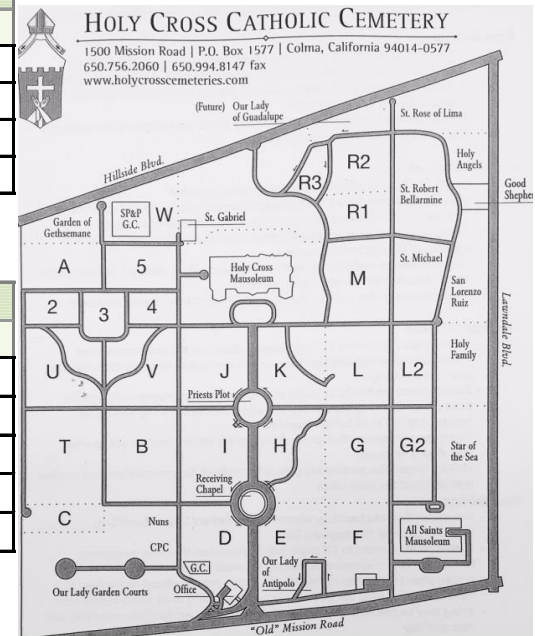 HOLY CROSS CATHOLIC CEMETERY
1500 Mission Road | P.O. Box 1577 | Colma, California 94014-0577
650.756.2060 | 650.994.8147 fax
www.holycrosscemeteries.com
(Future) Our Lady
of Guadalupe
St. Rose of Lima
Hillside Blvd.
R2
Holy
Angels
R3
Good
Shephe
St. Robert
Bellarmine
R1
SP&P
G.C.
W
St. Gabriel
Garden of
Gethsemane
A
5
Holy Cross
Mausoleum
M
St. Michael
San
Lorenzo
Ruiz
Lawndale Blvd.
2
3
4
U
V
J
K
L
L2
Holy
Family
Priests Plot
T
B
I
H
G
G2
Star of
the Sea
Receiving
Chapel
C
Nuns
CPC
D
E
F
All Saints
Mausoleum
G.C.
Our Lady
of
Antipolo
Our Lady Garden Courts
Office
"Old" Mission Road